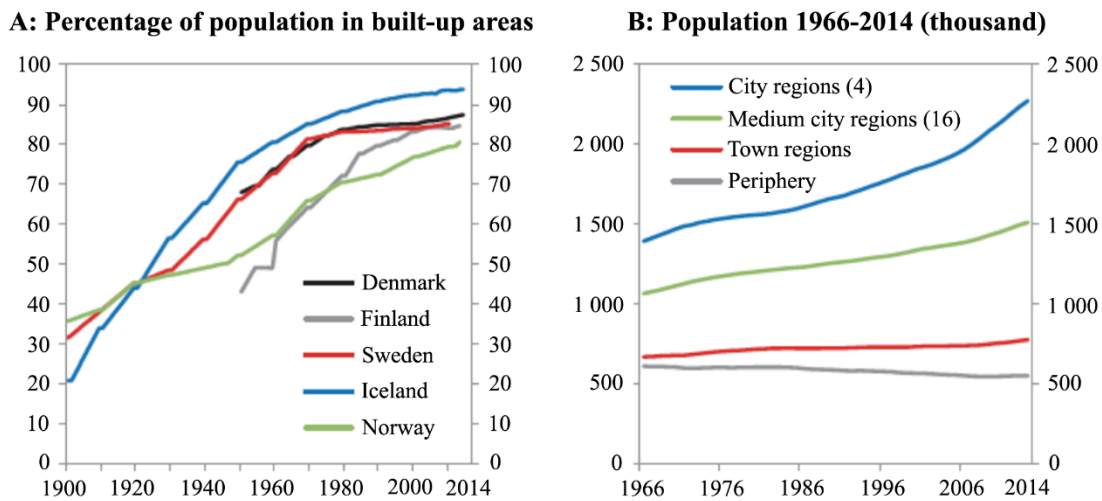 A: Percentage of population in built-up areas
100
90
80
70
60
50
40
30
20
10
0
100
90
80
70
60
50
40
30
20
10
0
Denmark
Finland
Sweden
Iceland
Norway
1900 1920 1940 1960 1980 2000 2014
B: Population 1966-2014 (thousand)
2 500
2 000
1 500
1 000
500
0
2 500
2 000
1 500
1 000
500
0
City regions (4)
Medium city regions (16)
Town regions
Periphery
1966 1976 1986 1996 2006 2014